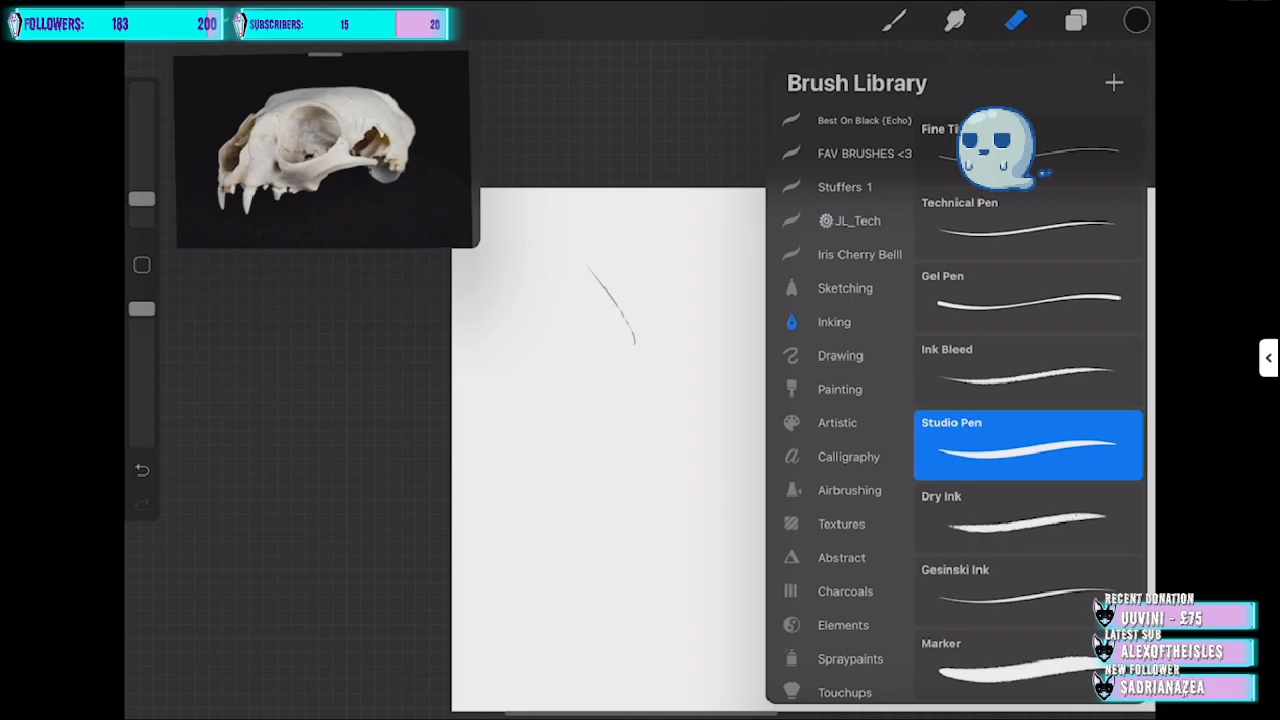 FOLLOWERS: 183 200
SUBSCRIBERS: 15 20
Brush Library
Best On Black {Echo}
FAV BRUSHES <3
Stuffers 1
JL_Tech
Iris Cherry Belll
Sketching
Inking
Drawing
Painting
Artistic
Calligraphy
Airbrushing
Textures
Abstract
Charcoals
Elements
Spraypaints
Touchups
Fine
Technical Pen
Gel Pen
Ink Bleed
Studio Pen
Dry Ink
Gesinski Ink
Marker
RECENT DONATION
UUVINI - £75
LATEST SUB
ALEXOFTHEISLES
NEW FOLLOWER
SADRIANAZEA